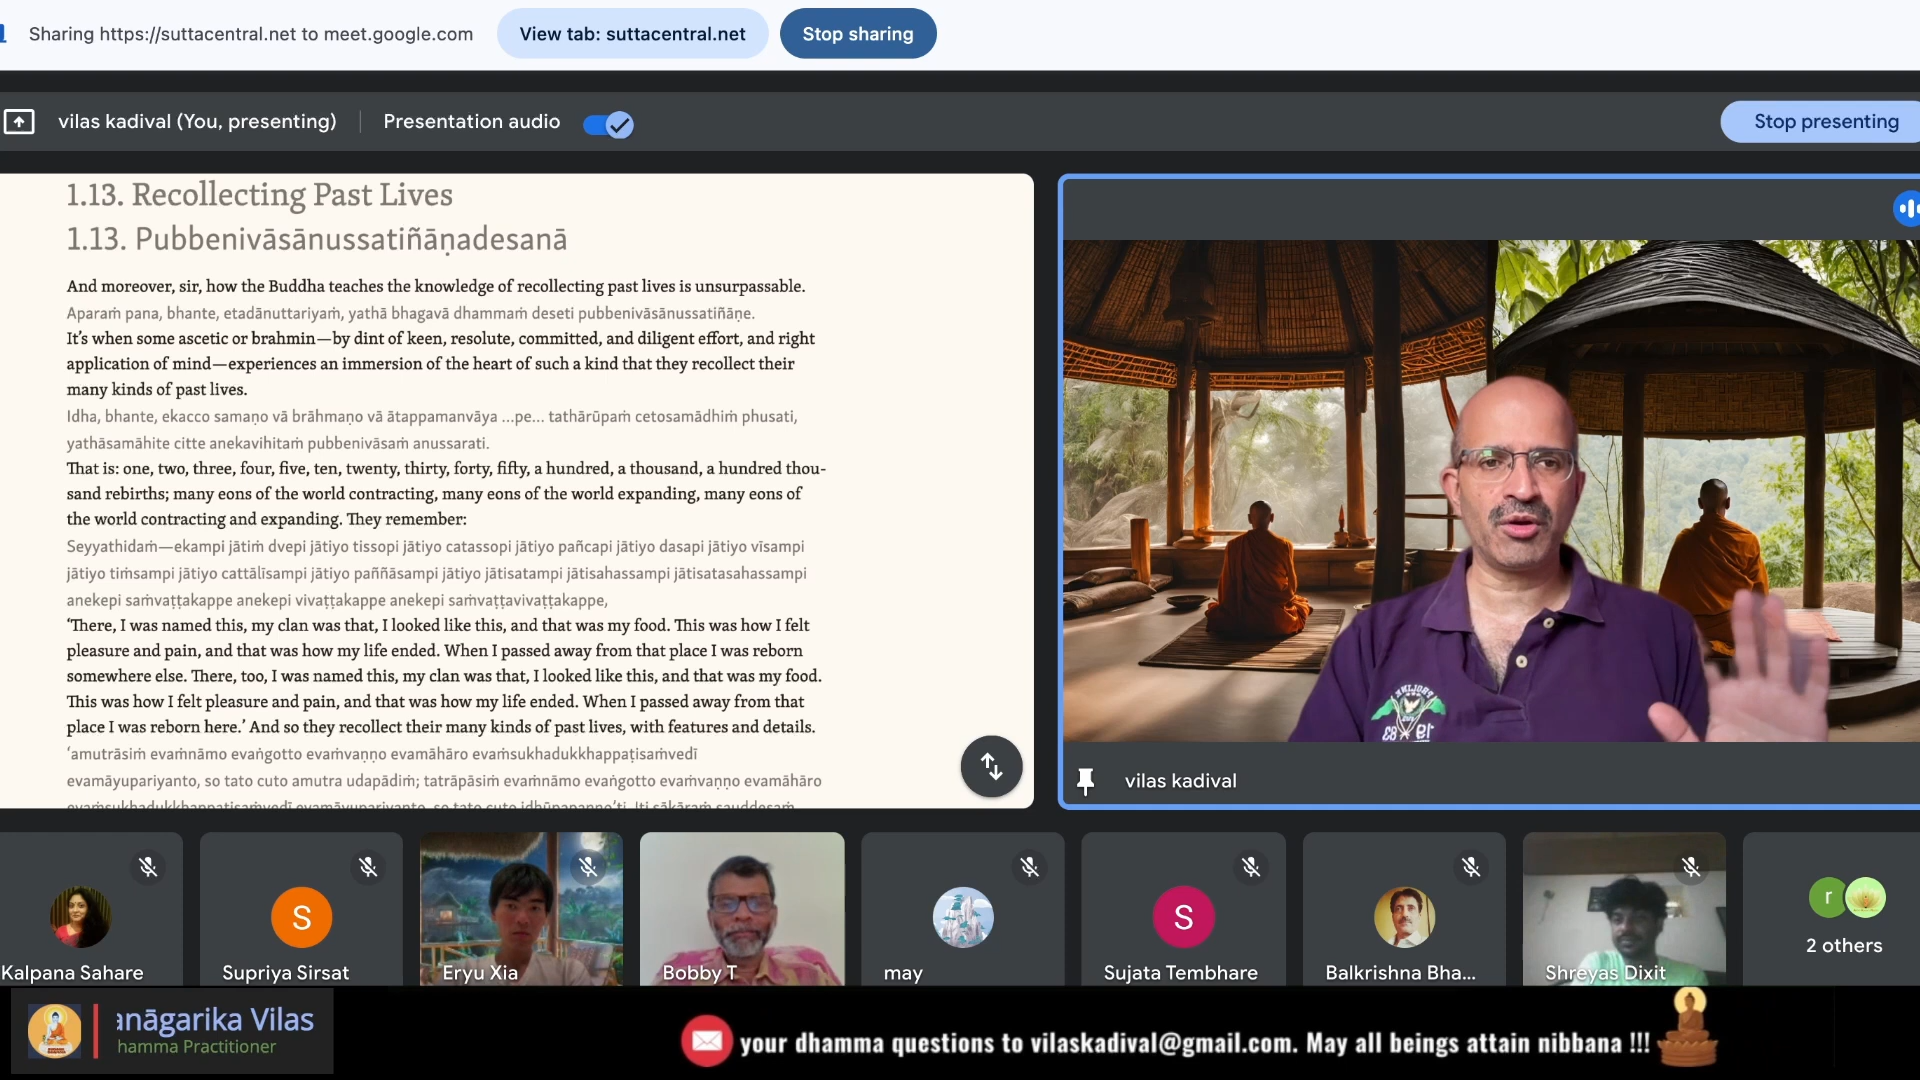 Sharing https://suttacentral.net to meet.google.com
View tab: suttacentral.net
Stop sharing
vilas kadival (You, presenting)
Presentation audio
Stop presenting
1.13. Recollecting Past Lives
1.13. Pubbenivāsānussatiñāṇadesanā
And moreover, sir, how the Buddha teaches the knowledge of recollecting past lives is unsurpassable.
Aparaṁ pana, bhante, etadānuttariyaṁ, yathā bhagavā dhammaṁ deseti pubbenivāsānussatiñāṇe.
It’s when some ascetic or brahmin—by dint of keen, resolute, committed, and diligent effort, and right
application of mind—experiences an immersion of the heart of such a kind that they recollect their
many kinds of past lives.
Idha, bhante, ekacco samaṇo vā brāhmaṇo vā ātappamanvāya …pe… tathārūpaṁ cetosamādhiṁ phusati,
yathāsamāhite citte anekavihitaṁ pubbenivāsaṁ anussarati.
That is: one, two, three, four, five, ten, twenty, thirty, forty, fifty, a hundred, a thousand, a hundred thou-
sand rebirths; many eons of the world contracting, many eons of the world expanding, many eons of
the world contracting and expanding. They remember:
Seyyathidaṁ—ekampi jātiṁ dvepi jātiyo tissopi jātiyo catassopi jātiyo pañcapi jātiyo dasapi jātiyo vīsampi
jātiyo tiṁsampi jātiyo cattālīsampi jātiyo paññāsampi jātiyo jātisatampi jātisahassampi jātisatasahassampi
anekepi saṁvaṭṭakappe anekepi vivaṭṭakappe anekepi saṁvaṭṭavivaṭṭakappe,
‘There, I was named this, my clan was that, I looked like this, and that was my food. This was how I felt
pleasure and pain, and that was how my life ended. When I passed away from that place I was reborn
somewhere else. There, too, I was named this, my clan was that, I looked like this, and that was my food.
This was how I felt pleasure and pain, and that was how my life ended. When I passed away from that
place I was reborn here.’ And so they recollect their many kinds of past lives, with features and details.
‘amutrāsiṁ evaṁnāmo evaṅgotto evaṁvaṇṇo evamāhāro evaṁsukhadukkhappaṭisaṁvedī
evamāyupariyanto, so tato cuto amutra udapādiṁ; tatrāpāsiṁ evaṁnāmo evaṅgotto evaṁvaṇṇo evamāhāro
evaṁsukhadukkhappaṭisaṁvedī evamāyupariyanto, so tato cuto idhūpapanno’ti. Iti sākāraṁ sauddesaṁ
vilas kadival
Kalpana Sahare
S
Supriya Sirsat
Eryu Xia
Bobby T
may
S
Sujata Tembhare
Balkrishna Bha...
Shreyas Dixit
r
2 others
anāgarika Vilas
hamma Practitioner
your dhamma questions to vilaskadival@gmail.com. May all beings attain nibbana !!!